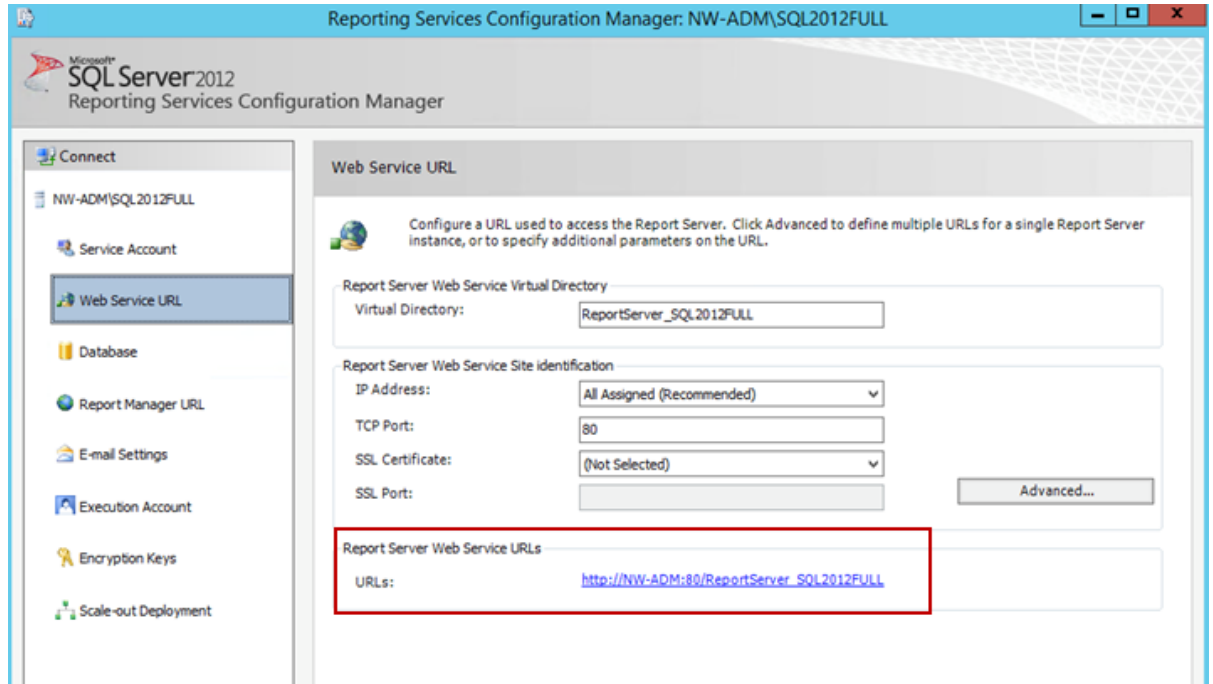 Reporting Services Configuration Manager: NW-ADM\SQL2012FULL
Microsoft
SQL Server 2012
Reporting Services Configuration Manager
Connect
NW-ADM\SQL2012FULL
Service Account
Web Service URL
Database
Report Manager URL
E-mail Settings
Execution Account
Encryption Keys
Scale-out Deployment
Web Service URL
Configure a URL used to access the Report Server. Click Advanced to define multiple URLs for a single Report Server
instance, or to specify additional parameters on the URL.
Report Server Web Service Virtual Directory
Virtual Directory: ReportServer_SQL2012FULL
Report Server Web Service Site identification
IP Address: All Assigned (Recommended)
TCP Port: 80
SSL Certificate: (Not Selected)
SSL Port:
Advanced...
Report Server Web Service URLs
URLs: http://NW-ADM:80/ReportServer_SQL2012FULL